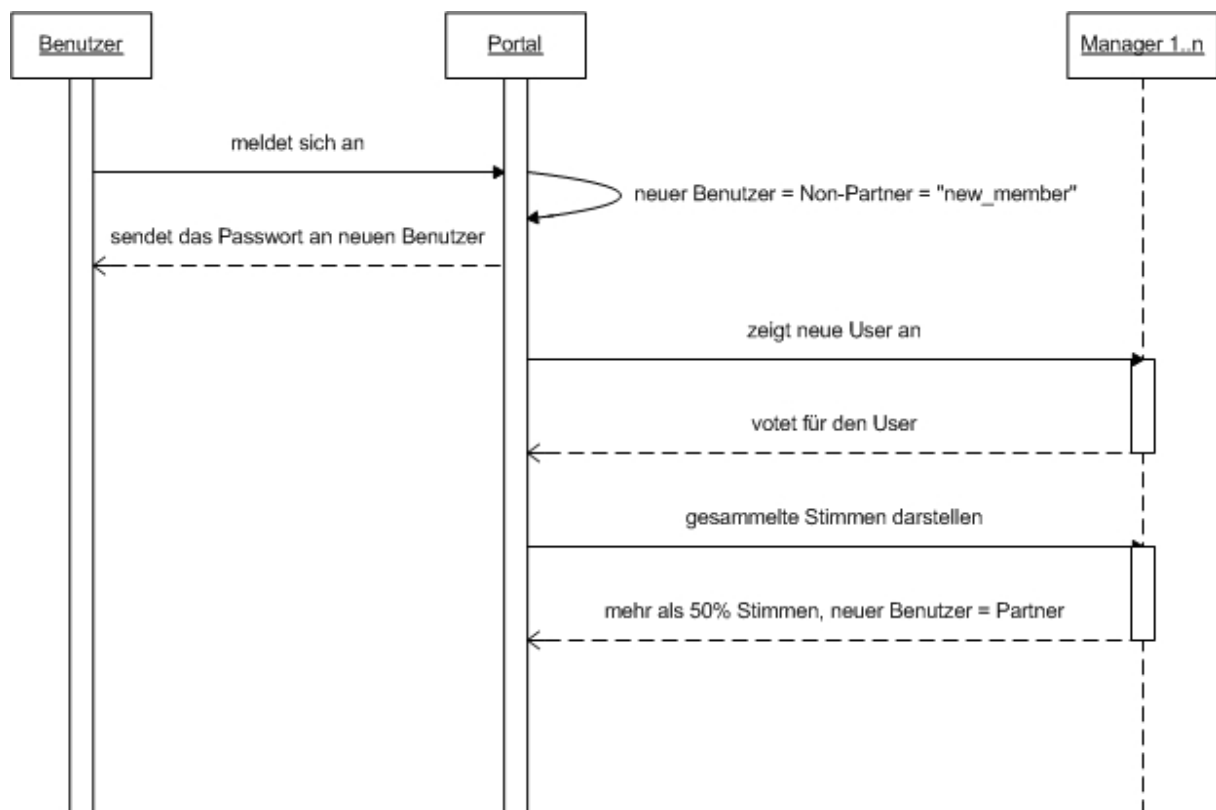 Benutzer
Portal
Manager 1..n
meldet sich an
neuer Benutzer = Non-Partner = "new_member"
sendet das Passwort an neuen Benutzer
zeigt neue User an
votet für den User
gesammelte Stimmen darstellen
mehr als 50% Stimmen, neuer Benutzer = Partner